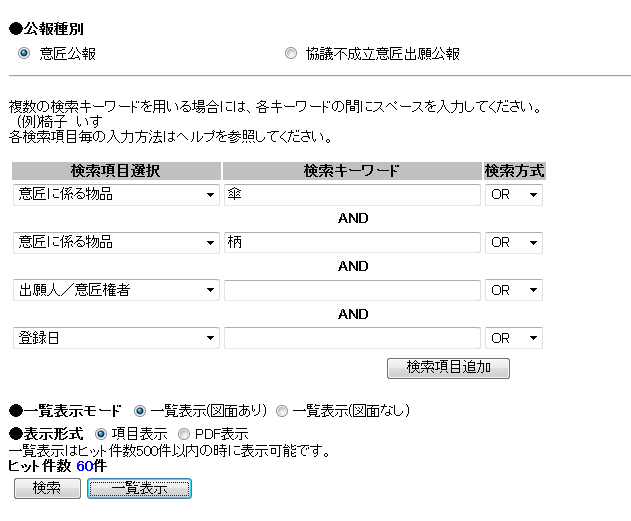 ●公報種別
意匠公報 協議不成立意匠出願公報
複数の検索キーワードを用いる場合には、各キーワードの間にスペースを入力してください。
(例)椅子 いす
各検索項目毎の入力方法はヘルプを参照してください。
検索項目選択 検索キーワード 検索方式
意匠に係る物品 傘 OR
AND
意匠に係る物品 柄 OR
AND
出願人／意匠権者 OR
AND
登録日 OR
検索項目追加
●一覧表示モード 一覧表示(図面あり) 一覧表示(図面なし)
●表示形式 項目表示 PDF表示
一覧表示はヒット件数500件以内の時に表示可能です。
ヒット件数 60件
検索 一覧表示